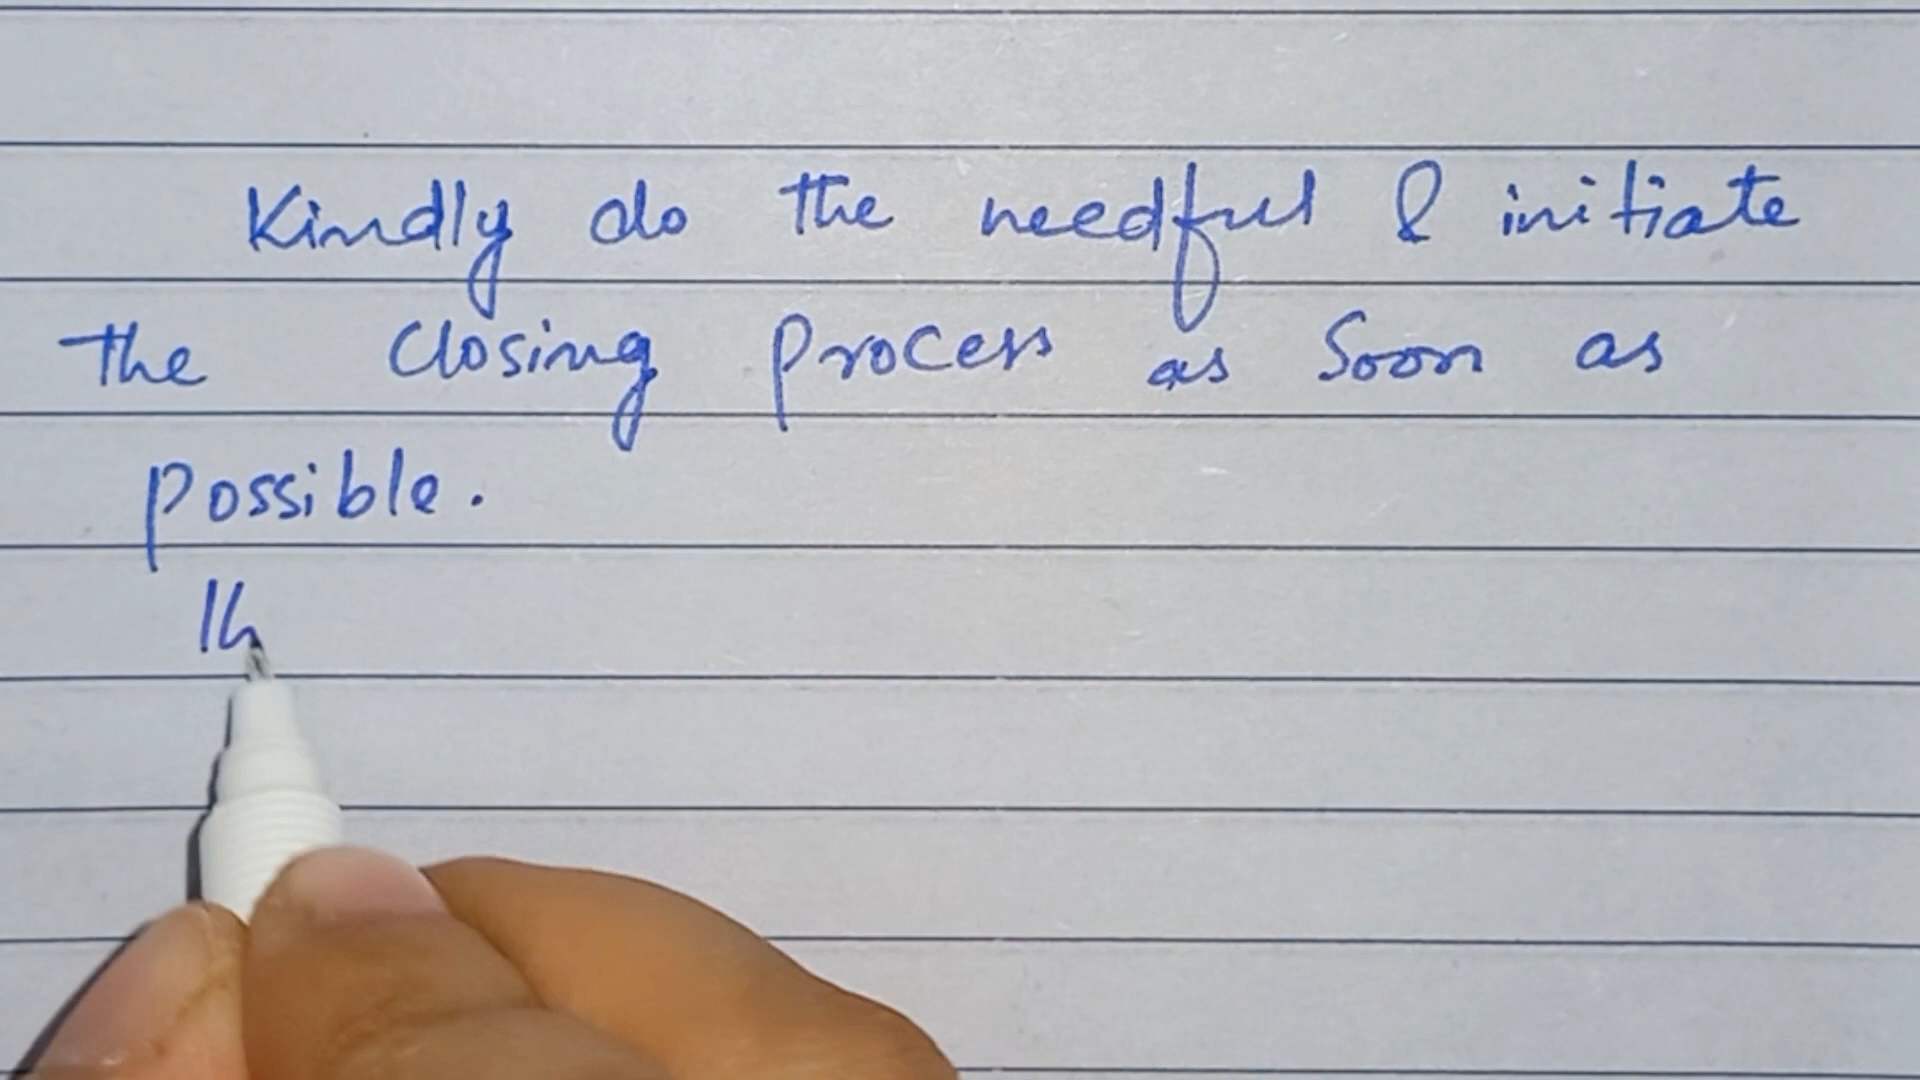 Kindly do the needful & initiate
the closing process as soon as
possible.